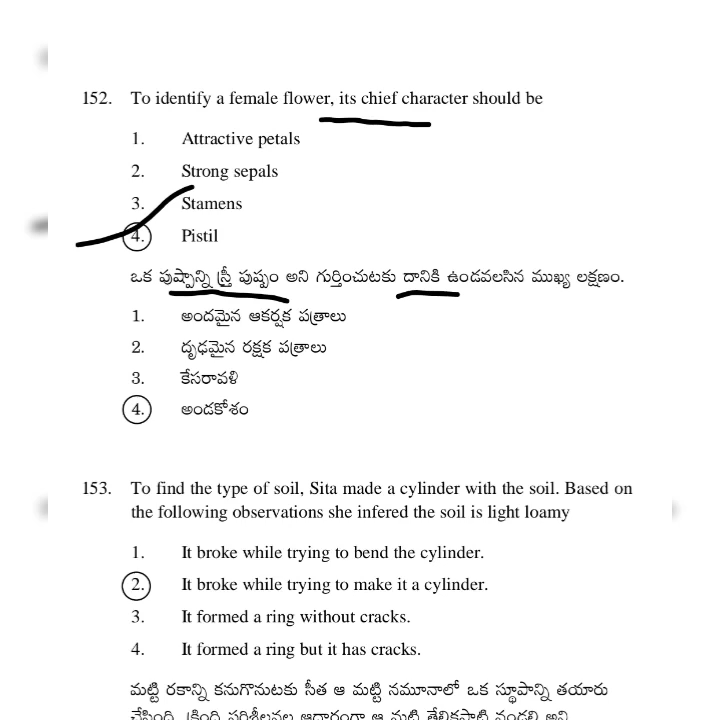 152. To identify a female flower, its chief character should be
1. Attractive petals
2. Strong sepals
3. Stamens
4. Pistil
ఒక పుష్పాన్ని స్త్రీ పుష్పం అని గుర్తించుటకు దానికి ఉండవలసిన ముఖ్య లక్షణం.
1. అందమైన ఆకర్షక పత్రాలు
2. దృఢమైన రక్షక పత్రాలు
3. కేసరావళి
4. అండకోశం
153. To find the type of soil, Sita made a cylinder with the soil. Based on
the following observations she infered the soil is light loamy
1. It broke while trying to bend the cylinder.
2. It broke while trying to make it a cylinder.
3. It formed a ring without cracks.
4. It formed a ring but it has cracks.
మట్టి రకాన్ని కనుగొనుటకు సీత ఆ మట్టి నమూనాలో ఒక స్థూపాన్ని తయారు